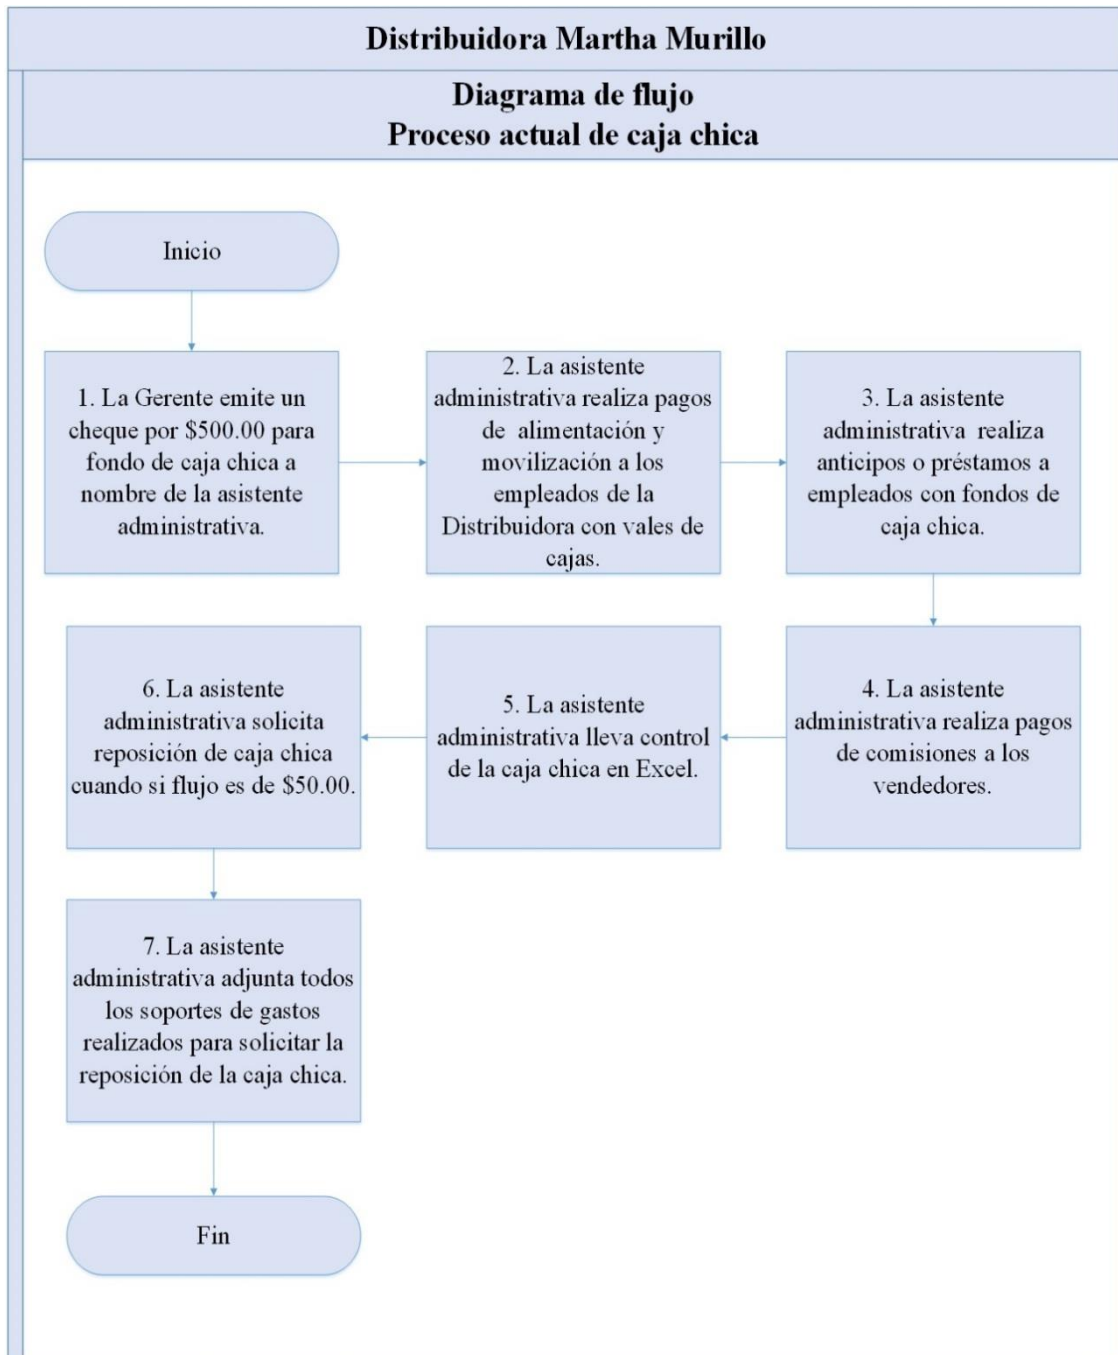 Distribuidora Martha Murillo
Diagrama de flujo
Proceso actual de caja chica
Inicio
1. La Gerente emite un
cheque por $500.00 para
fondo de caja chica a
nombre de la asistente
administrativa.
2. La asistente
administrativa realiza pagos
de alimentación y
movilización a los
empleados de la
Distribuidora con vales de
cajas.
3. La asistente
administrativa realiza
anticipos o préstamos a
empleados con fondos de
caja chica.
4. La asistente
administrativa realiza pagos
de comisiones a los
vendedores.
5. La asistente
administrativa lleva control
de la caja chica en Excel.
6. La asistente
administrativa solicita
reposición de caja chica
cuando si flujo es de $50.00.
7. La asistente
administrativa adjunta todos
los soportes de gastos
realizados para solicitar la
reposición de la caja chica.
Fin